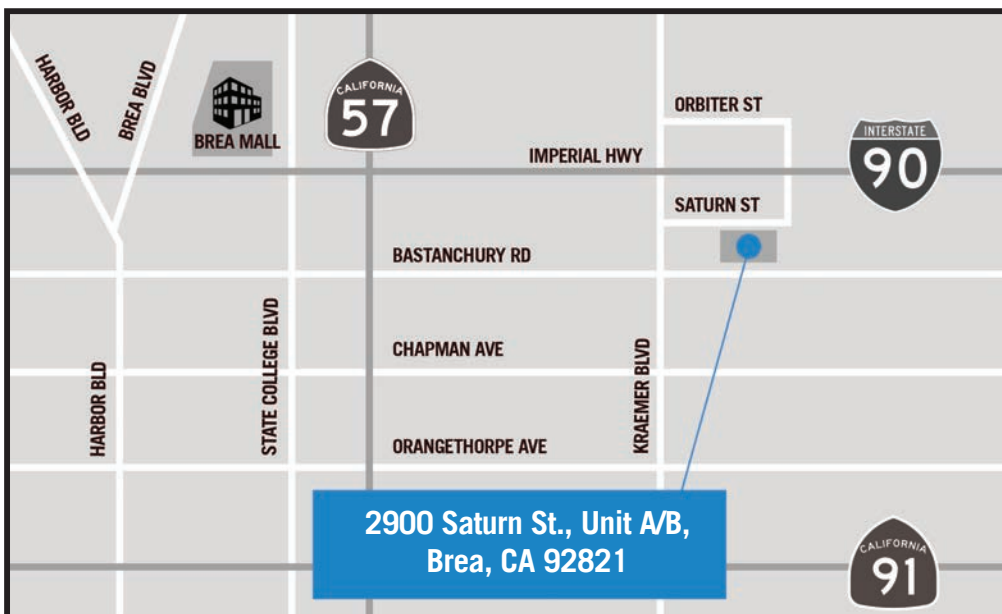 HARBOR BLD
BREA BLVD
BREA MALL
CALIFORNIA
57
ORBITER ST
IMPERIAL HWY
INTERSTATE
90
SATURN ST
BASTANCHURY RD
HARBOR BLD
STATE COLLEGE BLVD
CHAPMAN AVE
KRAEMER BLVD
ORANGETHORPE AVE
2900 Saturn St., Unit A/B,
Brea, CA 92821
CALIFORNIA
91